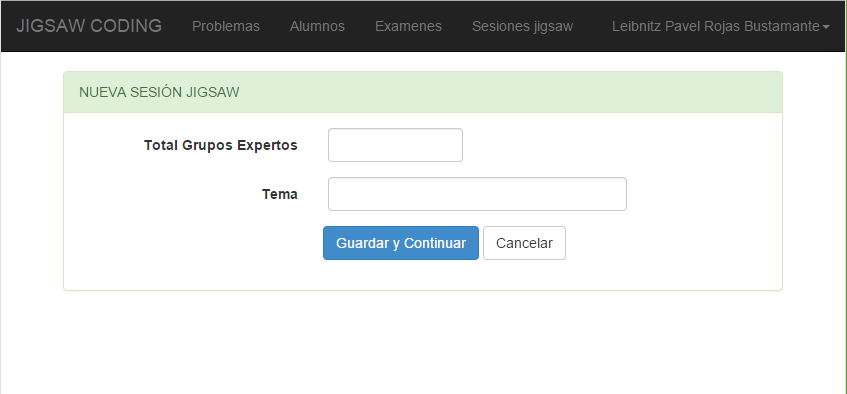 JIGSAW CODING Problemas Alumnos Examenes Sesiones jigsaw Leibnitz Pavel Rojas Bustamante
NUEVA SESIÓN JIGSAW
Total Grupos Expertos
Tema
Guardar y Continuar Cancelar